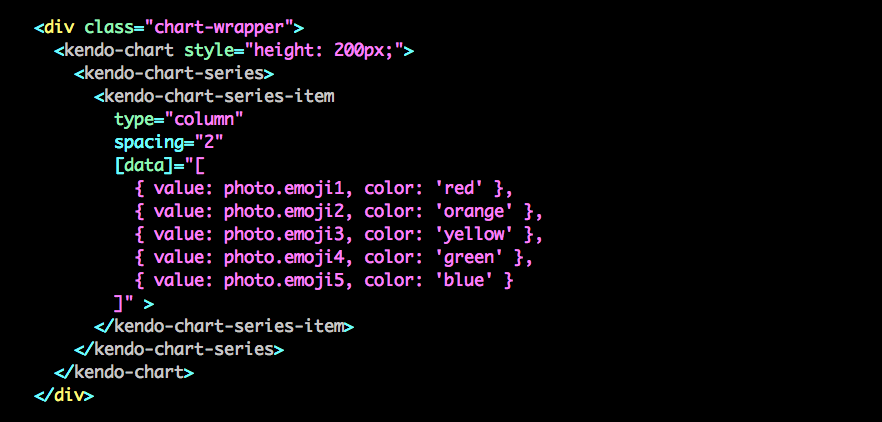 <div class="chart-wrapper">
  <kendo-chart style="height: 200px;">
    <kendo-chart-series>
      <kendo-chart-series-item
        type="column"
        spacing="2"
        [data]="[
          { value: photo.emoji1, color: 'red' },
          { value: photo.emoji2, color: 'orange' },
          { value: photo.emoji3, color: 'yellow' },
          { value: photo.emoji4, color: 'green' },
          { value: photo.emoji5, color: 'blue' }
        ]" >
      </kendo-chart-series-item>
    </kendo-chart-series>
  </kendo-chart>
</div>